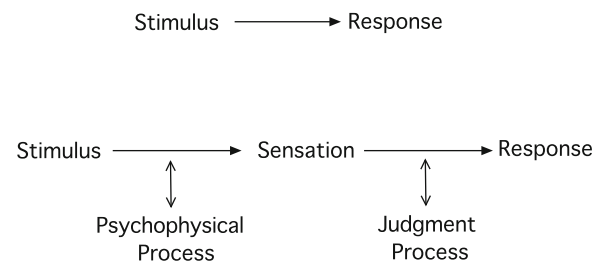 Stimulus Response
Stimulus Sensation Response
Psychophysical Judgment
Process Process